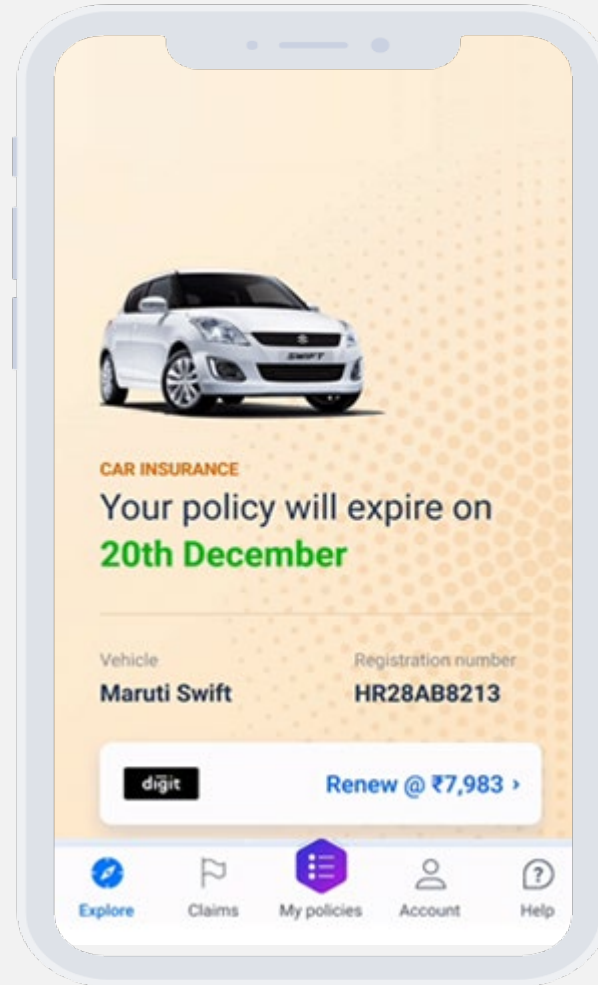 SWIFT
CAR INSURANCE
Your policy will expire on
20th December
Vehicle Registration number
Maruti Swift HR28AB8213
digit Renew @ ₹7,983 ›
Explore Claims My policies Account Help